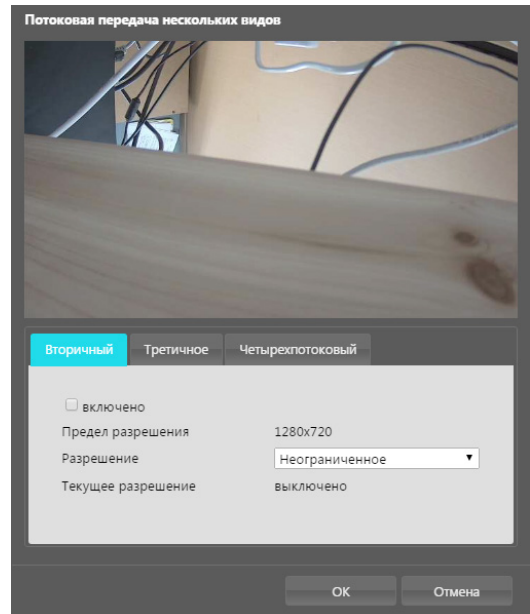 Потоковая передача нескольких видов
Вторичный Третичное Четырехпотоковый
включено
Предел разрешения 1280x720
Разрешение Неограниченное
Текущее разрешение выключено
OK Отмена